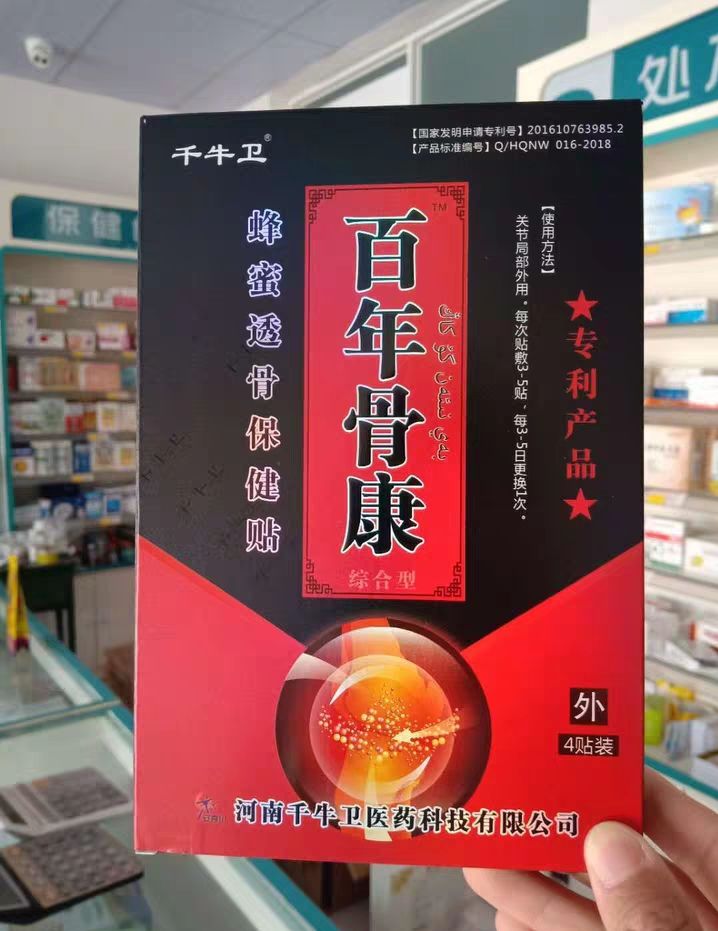 千牛卫®
【国家发明申请专利号】201610763985.2
【产品标准编号】Q/HQNW 016-2018
蜂蜜透骨保健贴
百年骨康™
综合型
【使用方法】
关节局部外用。每次贴敷3-5贴，每3-5日更换1次。
★专利产品★
外
4贴装
河南千牛卫医药科技有限公司
保健
处